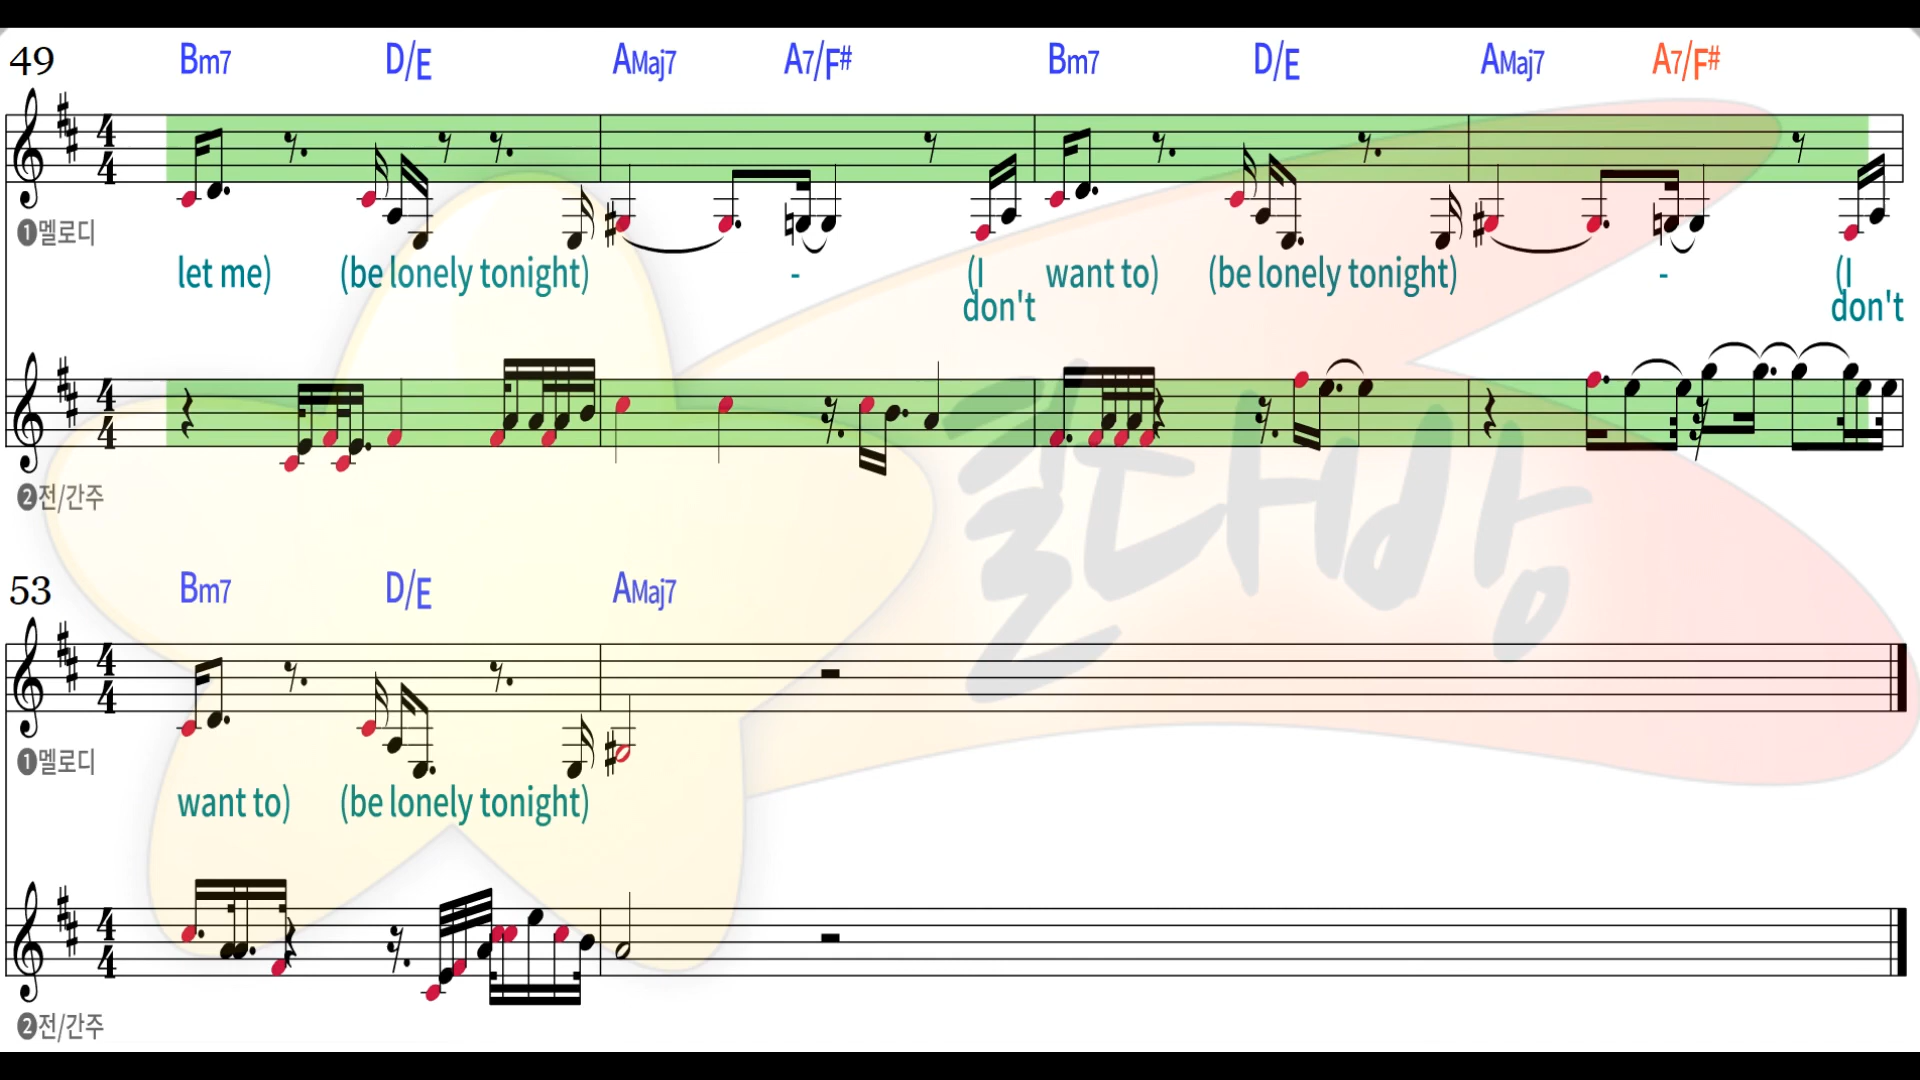 49 Bm7 D/E AMaj7 A7/F# Bm7 D/E AMaj7 A7/F#
4
4
❶멜로디
let me) (be lonely tonight) - (I want to) (be lonely tonight) - (I
don't don't
4
4
❷전/간주
53 Bm7 D/E AMaj7
4
4
❶멜로디
want to) (be lonely tonight)
4
4
❷전/간주